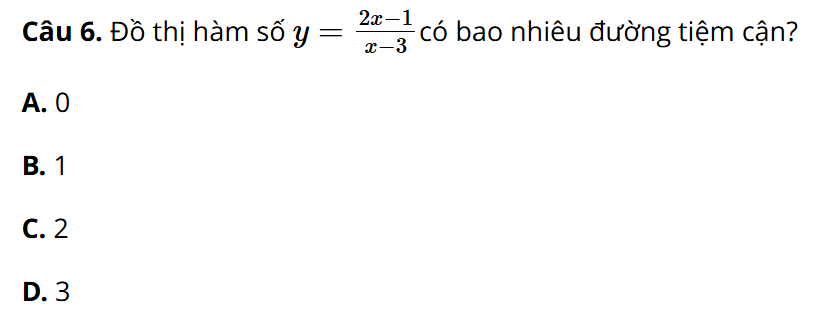 Câu 6. Đồ thị hàm số $y = \frac{2x-1}{x-3}$ có bao nhiêu đường tiệm cận?
A. 0
B. 1
C. 2
D. 3